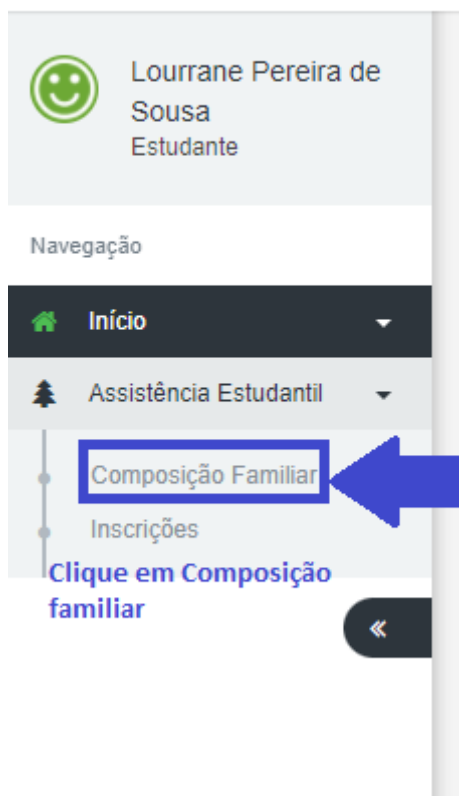 Lourrane Pereira de
Sousa
Estudante
Navegação
Início
Assistência Estudantil
Composição Familiar
Inscrições
Clique em Composição
familiar